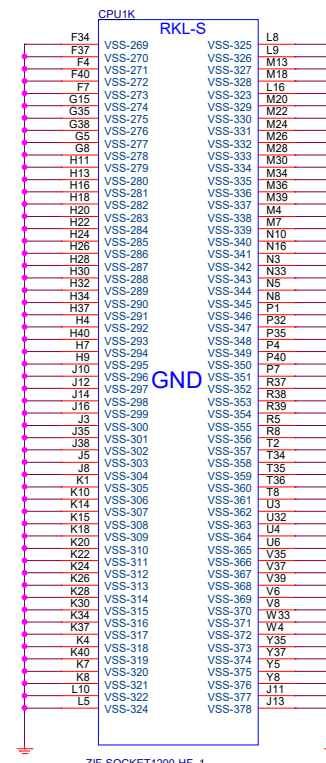 CPU1K
RKL-S
F34 VSS-269 VSS-325 L8
F37 VSS-270 VSS-326 L9
F4 VSS-271 VSS-327 M13
F40 VSS-272 VSS-328 M18
F7 VSS-273 VSS-323 L16
G15 VSS-274 VSS-329 M20
G35 VSS-275 VSS-330 M22
G38 VSS-276 VSS-331 M24
G5 VSS-277 VSS-332 M26
G8 VSS-278 VSS-333 M28
H11 VSS-279 VSS-334 M30
H13 VSS-280 VSS-335 M34
H16 VSS-281 VSS-336 M36
H18 VSS-282 VSS-337 M39
H20 VSS-283 VSS-338 M4
H22 VSS-284 VSS-339 M7
H24 VSS-285 VSS-340 N10
H26 VSS-286 VSS-341 N16
H28 VSS-287 VSS-342 N3
H30 VSS-288 VSS-343 N33
H32 VSS-289 VSS-344 N5
H34 VSS-290 VSS-345 N8
H37 VSS-291 VSS-346 P1
H4 VSS-292 VSS-347 P32
H40 VSS-293 VSS-348 P35
H7 VSS-294 VSS-349 P4
H9 VSS-295 VSS-350 P40
J10 VSS-296 GND VSS-351 P7
J12 VSS-297 VSS-352 R37
J14 VSS-298 VSS-353 R38
J16 VSS-299 VSS-354 R39
J3 VSS-300 VSS-355 R5
J35 VSS-301 VSS-356 R8
J38 VSS-302 VSS-357 T2
J5 VSS-303 VSS-358 T34
J8 VSS-304 VSS-359 T35
K1 VSS-305 VSS-360 T36
K10 VSS-306 VSS-361 T8
K14 VSS-307 VSS-362 U3
K15 VSS-308 VSS-363 U32
K18 VSS-309 VSS-364 U4
K20 VSS-310 VSS-365 U6
K22 VSS-311 VSS-366 V35
K24 VSS-312 VSS-367 V37
K26 VSS-313 VSS-368 V39
K28 VSS-314 VSS-369 V6
K30 VSS-315 VSS-370 V8
K34 VSS-316 VSS-371 W33
K37 VSS-317 VSS-372 W4
K4 VSS-318 VSS-373 Y35
K40 VSS-319 VSS-374 Y37
K7 VSS-320 VSS-375 Y5
K8 VSS-321 VSS-376 Y8
L10 VSS-322 VSS-377 J11
L5 VSS-324 VSS-378 J13
ZIF-SOCKET1200-HF-1